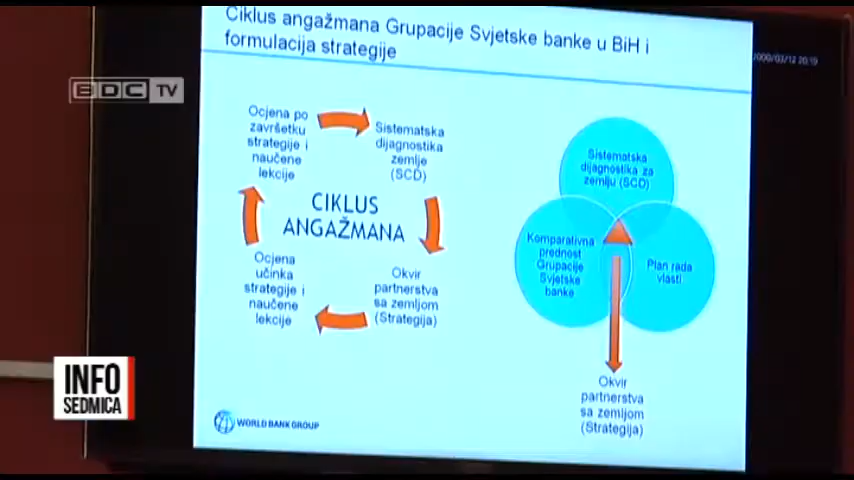 Ciklus angažmana Grupacije Svjetske banke u BiH i
formulacija strategije
2000/03/12 20:19
EDC TV
Ocjena po
završetku
strategije i
naučene
lekcije
Sistematska
dijagnostika
zemlje
(SCD)
CIKLUS
ANGAŽMANA
Ocjena
učinka
strategije i
naučene
lekcije
Okvir
partnerstva
sa zemljom
(Strategija)
Sistematska
dijagnostika za
zemlju (SCD)
Komparativna
prednost
Grupacije
Svjetske
banke
Plan rada
vlasti
Okvir
partnerstva
sa zemljom
(Strategija)
INFO
SEDMICA
WORLD BANK GROUP